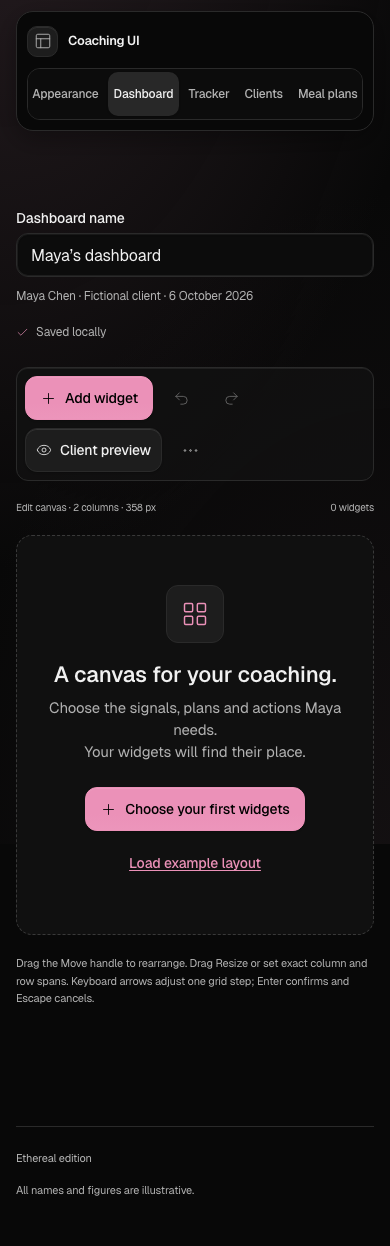 Coaching UI
Appearance Dashboard Tracker Clients Meal plans
Dashboard name
Maya's dashboard
Maya Chen · Fictional client · 6 October 2026
Saved locally
Add widget
Client preview
Edit canvas · 2 columns · 358 px 0 widgets
A canvas for your coaching.
Choose the signals, plans and actions Maya
needs.
Your widgets will find their place.
Choose your first widgets
Load example layout
Drag the Move handle to rearrange. Drag Resize or set exact column and
row spans. Keyboard arrows adjust one grid step; Enter confirms and
Escape cancels.
Ethereal edition
All names and figures are illustrative.